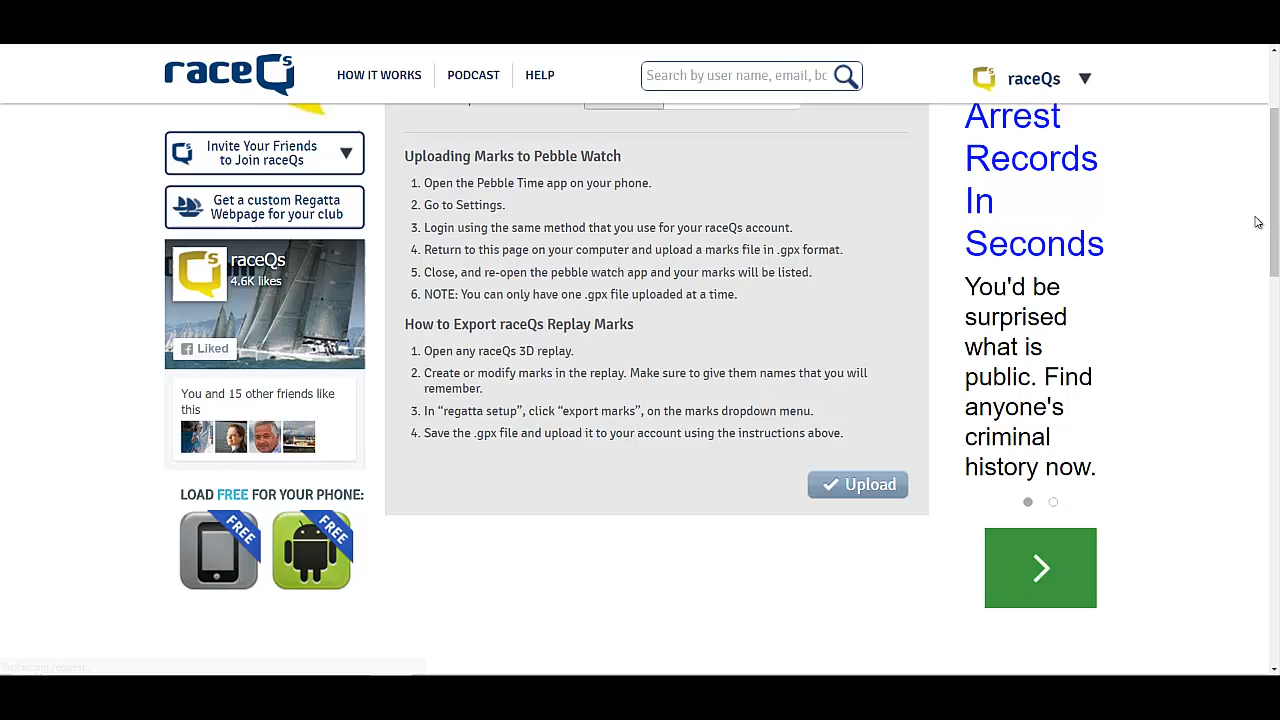 raceQs
HOW IT WORKS
PODCAST
HELP
Search by user name, email, bc
raceQs
Invite Your Friends
to Join raceQs
Get a custom Regatta
Webpage for your club
raceQs
4.6K likes
Liked
You and 15 other friends like
this
LOAD FREE FOR YOUR PHONE:
FREE
FREE
Uploading Marks to Pebble Watch
1. Open the Pebble Time app on your phone.
2. Go to Settings.
3. Login using the same method that you use for your raceQs account.
4. Return to this page on your computer and upload a marks file in .gpx format.
5. Close, and re-open the pebble watch app and your marks will be listed.
6. NOTE: You can only have one .gpx file uploaded at a time.
How to Export raceQs Replay Marks
1. Open any raceQs 3D replay.
2. Create or modify marks in the replay. Make sure to give them names that you will
remember.
3. In “regatta setup”, click “export marks”, on the marks dropdown menu.
4. Save the .gpx file and upload it to your account using the instructions above.
Upload
Arrest
Records
In
Seconds
You'd be
surprised
what is
public. Find
anyone's
criminal
history now.